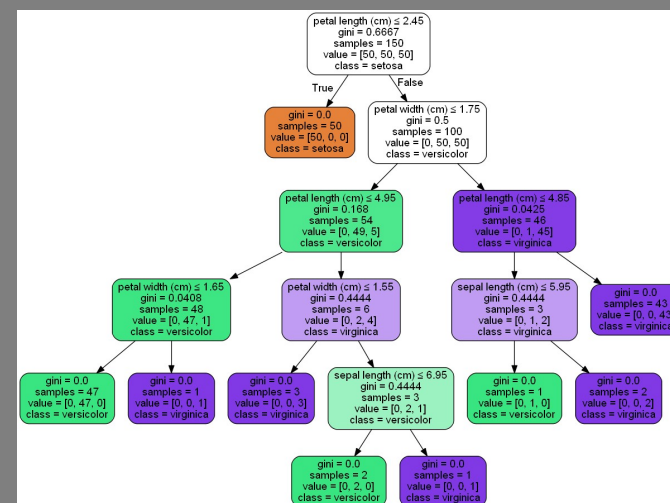 petal length (cm) ≤ 2.45
gini = 0.6667
samples = 150
value = [50, 50, 50]
class = setosa
True
False
gini = 0.0
samples = 50
value = [50, 0, 0]
class = setosa
petal width (cm) ≤ 1.75
gini = 0.5
samples = 100
value = [0, 50, 50]
class = versicolor
petal length (cm) ≤ 4.95
gini = 0.168
samples = 54
value = [0, 49, 5]
class = versicolor
petal length (cm) ≤ 4.85
gini = 0.0425
samples = 46
value = [0, 1, 45]
class = virginica
petal width (cm) ≤ 1.65
gini = 0.0408
samples = 48
value = [0, 47, 1]
class = versicolor
petal width (cm) ≤ 1.55
gini = 0.4444
samples = 6
value = [0, 2, 4]
class = virginica
sepal length (cm) ≤ 5.95
gini = 0.4444
samples = 3
value = [0, 1, 2]
class = virginica
gini = 0.0
samples = 43
value = [0, 0, 43]
class = virginica
gini = 0.0
samples = 47
value = [0, 47, 0]
class = versicolor
gini = 0.0
samples = 1
value = [0, 0, 1]
class = virginica
gini = 0.0
samples = 3
value = [0, 0, 3]
class = virginica
sepal length (cm) ≤ 6.95
gini = 0.4444
samples = 3
value = [0, 2, 1]
class = versicolor
gini = 0.0
samples = 1
value = [0, 1, 0]
class = versicolor
gini = 0.0
samples = 2
value = [0, 0, 2]
class = virginica
gini = 0.0
samples = 2
value = [0, 2, 0]
class = versicolor
gini = 0.0
samples = 1
value = [0, 0, 1]
class = virginica